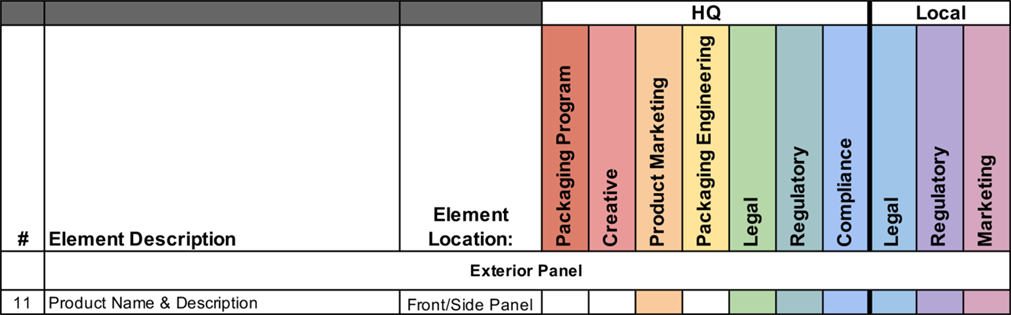 HQ
Local
#
Element Description
Element
Location:
Packaging Program
Creative
Product Marketing
Packaging Engineering
Legal
Regulatory
Compliance
Legal
Regulatory
Marketing
Exterior Panel
11 Product Name & Description Front/Side Panel